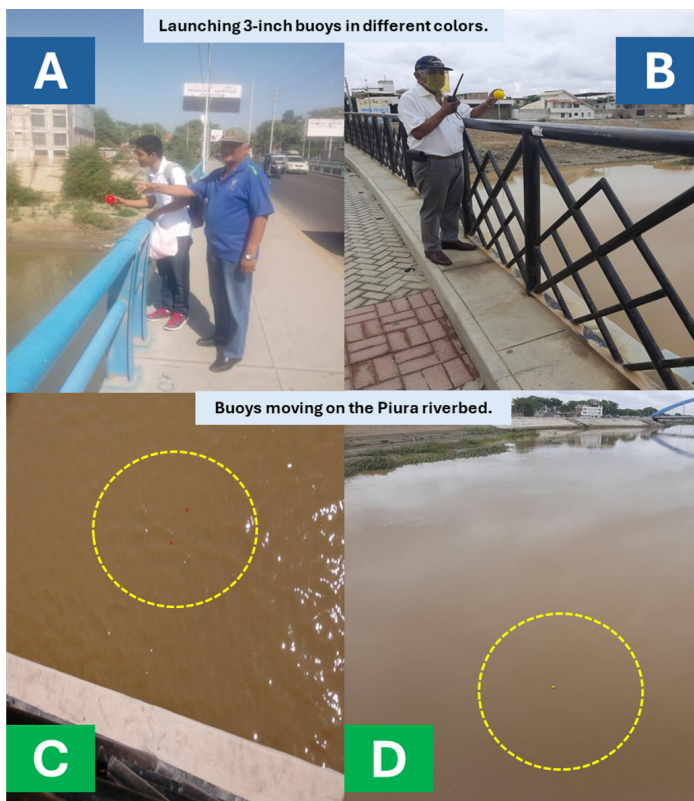 Launching 3-inch buoys in different colors.
A
B
Buoys moving on the Piura riverbed.
C
D